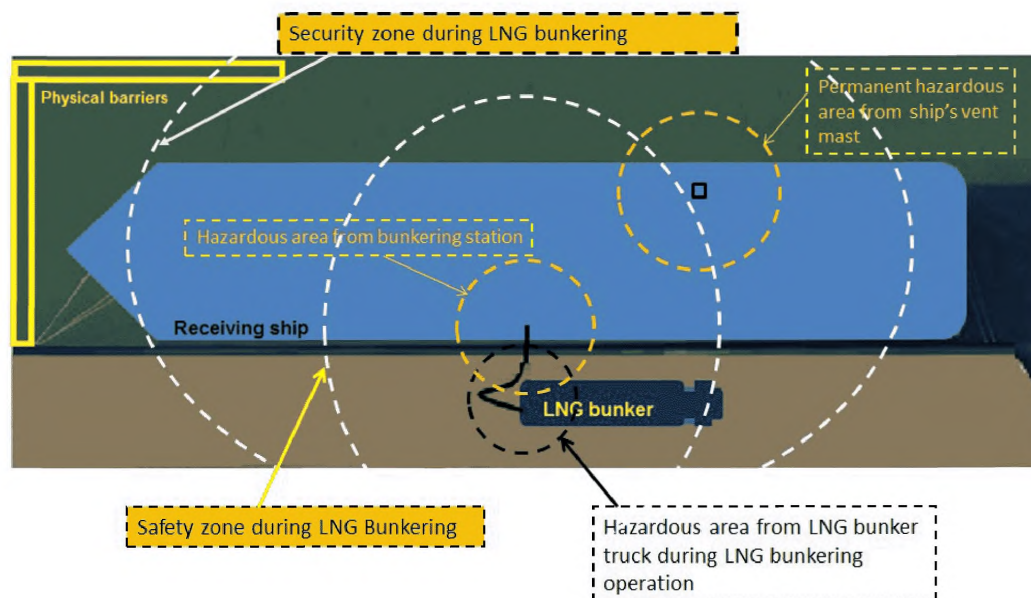 Security zone during LNG bunkering
Physical barriers
Permanent hazardous
area from ship's vent
mast
Hazardous area from bunkering station
Receiving ship
LNG bunker
Safety zone during LNG Bunkering
Hazardous area from LNG bunker
truck during LNG bunkering
operation